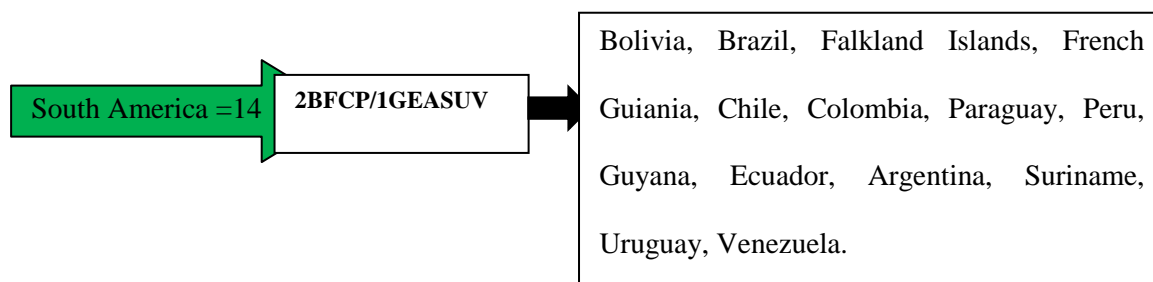 South America =14
2BFCP/1GEASUV
Bolivia, Brazil, Falkland Islands, French
Guiania, Chile, Colombia, Paraguay, Peru,
Guyana, Ecuador, Argentina, Suriname,
Uruguay, Venezuela.